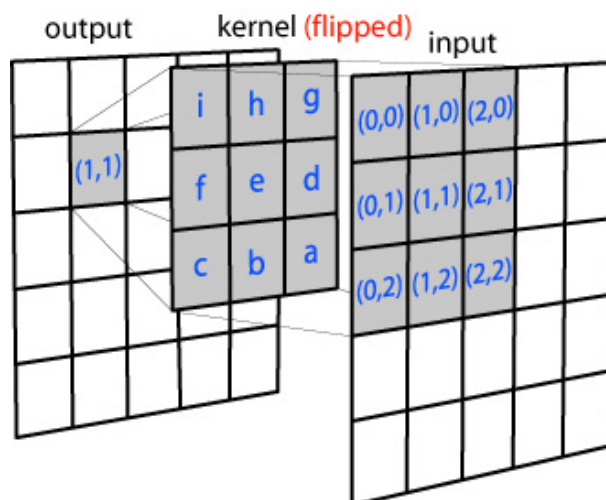 output
kernel (flipped)
input
i h g
f e d
c b a
(1,1)
(0,0) (1,0) (2,0)
(0,1) (1,1) (2,1)
(0,2) (1,2) (2,2)